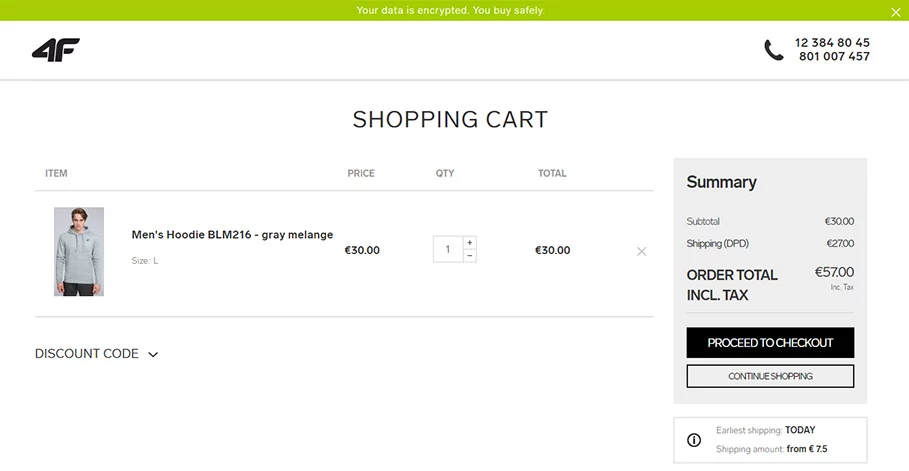 Your data is encrypted. You buy safely.
4F
12 384 80 45
801 007 457
SHOPPING CART
ITEM PRICE QTY TOTAL
Men's Hoodie BLM216 - gray melange
Size: L
€30.00
1
+
−
€30.00
DISCOUNT CODE
Summary
Subtotal €30.00
Shipping (DPD) €27.00
ORDER TOTAL €57.00
INCL. TAX Inc. Tax
PROCEED TO CHECKOUT
CONTINUE SHOPPING
Earliest shipping: TODAY
Shipping amount: from € 7.5